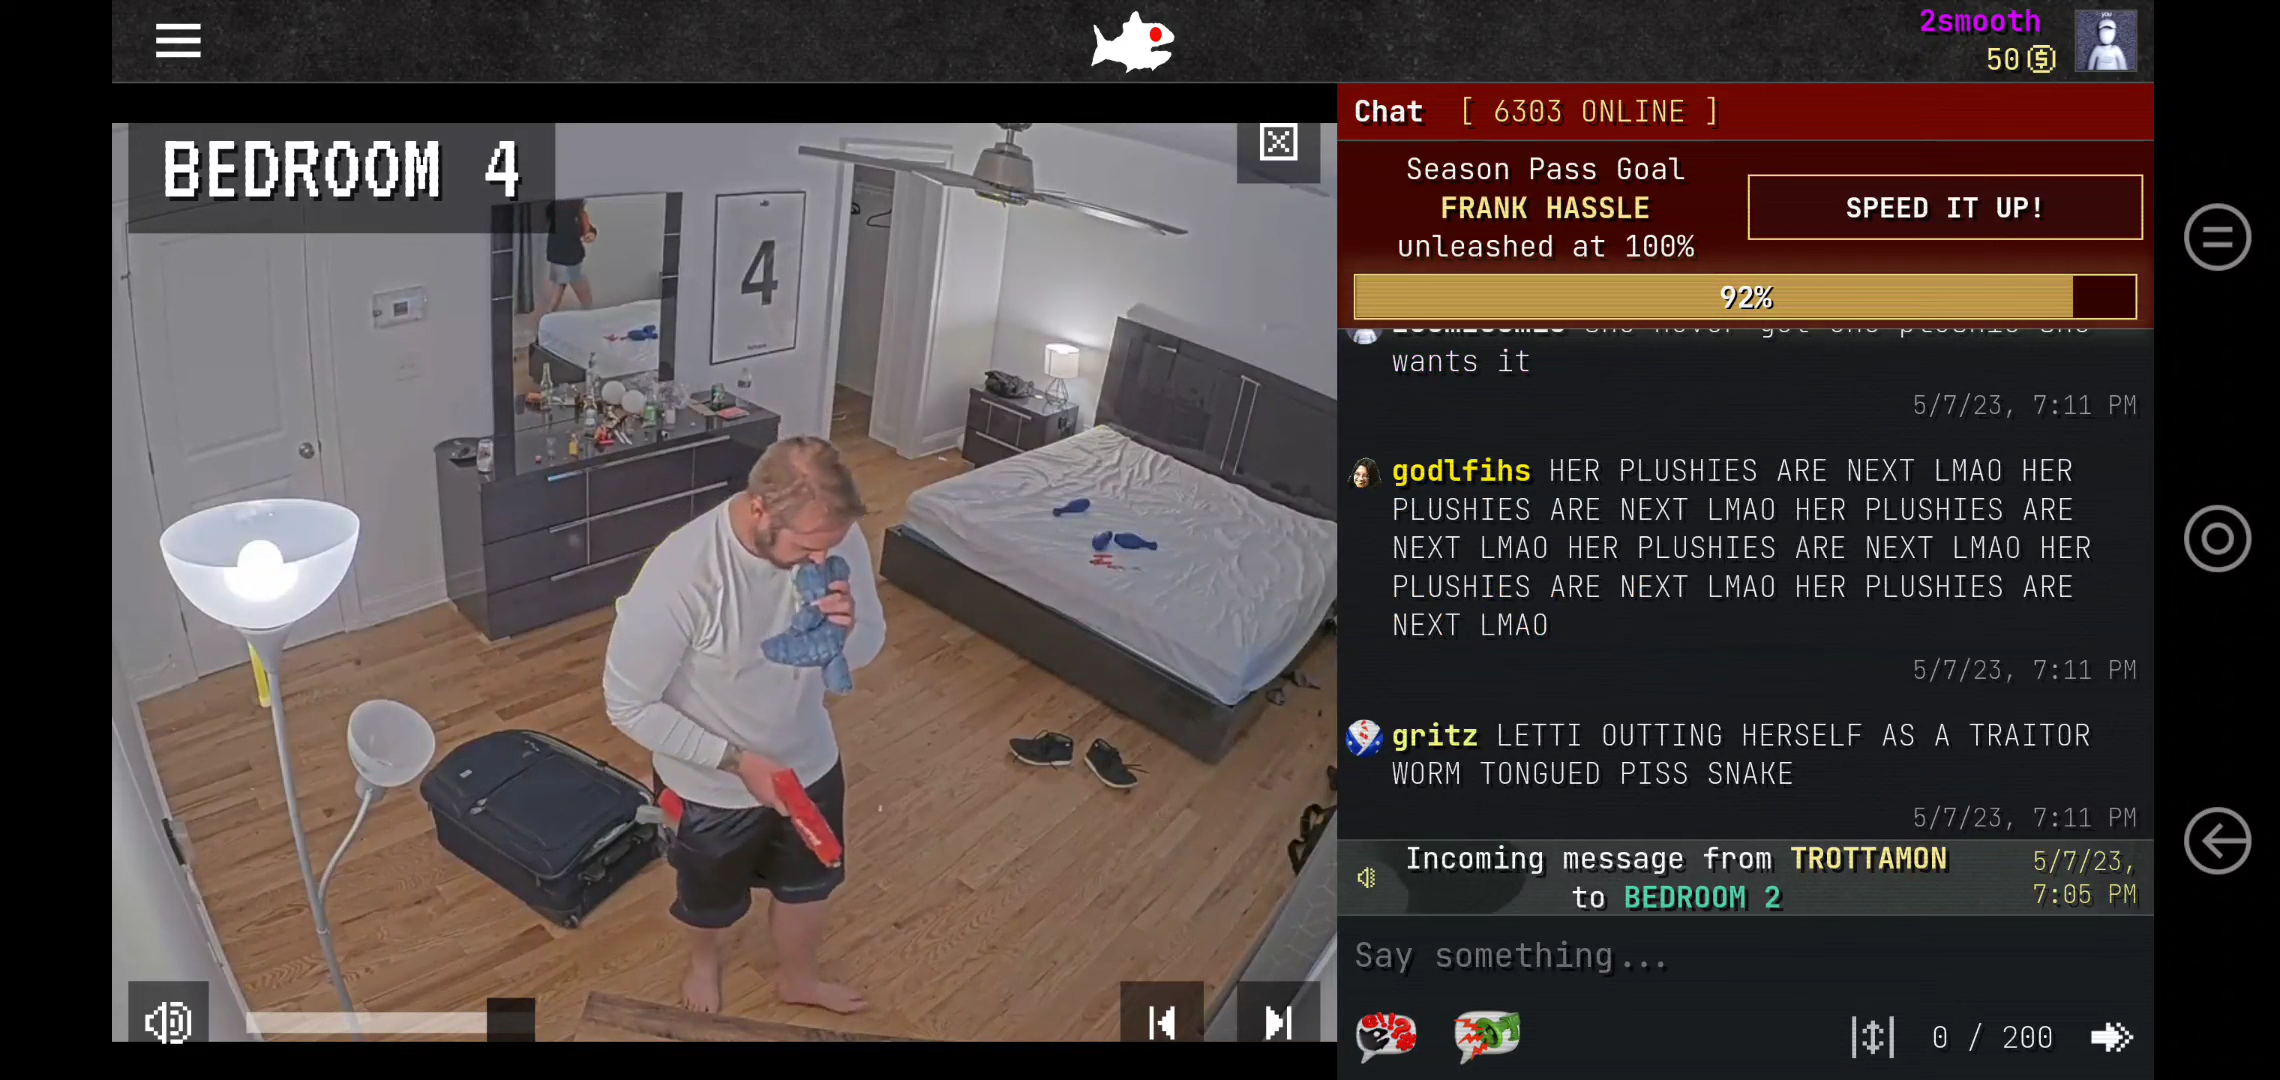 2smooth
50
BEDROOM 4
4
Chat [ 6303 ONLINE ]
Season Pass Goal
FRANK HASSLE
unleashed at 100%
SPEED IT UP!
92%
wants it
5/7/23, 7:11 PM
godlfihs HER PLUSHIES ARE NEXT LMAO HER
PLUSHIES ARE NEXT LMAO HER PLUSHIES ARE
NEXT LMAO HER PLUSHIES ARE NEXT LMAO HER
PLUSHIES ARE NEXT LMAO HER PLUSHIES ARE
NEXT LMAO
5/7/23, 7:11 PM
gritz LETTI OUTTING HERSELF AS A TRAITOR
WORM TONGUED PISS SNAKE
5/7/23, 7:11 PM
Incoming message from TROTTAMON
to BEDROOM 2
5/7/23,
7:05 PM
Say something...
0 / 200